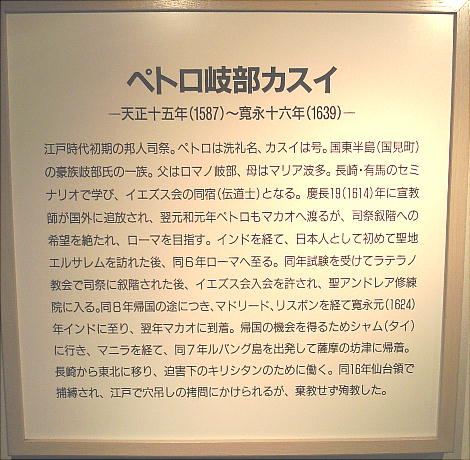 ペトロ岐部カスイ
―天正十五年(1587)〜寛永十六年(1639)―
江戸時代初期の邦人司祭。ペトロは洗礼名、カスイは号。国東半島(国見町)
の豪族岐部氏の一族。父はロマノ岐部、母はマリア波多。長崎・有馬のセミ
ナリオで学び、イエズス会の同宿(伝道士)となる。慶長19(1614)年に宣教
師が国外に追放され、翌元和元年ペトロもマカオへ渡るが、司祭叙階への
希望を絶たれ、ローマを目指す。インドを経て、日本人として初めて聖地
エルサレムを訪れた後、同6年ローマへ至る。同年試験を受けてラテラノ
教会で司祭に叙階された後、イエズス会入会を許され、聖アンドレア修練
院に入る。同8年帰国の途につき、マドリード、リスボンを経て寛永元(1624)
年インドに至り、翌年マカオに到着。帰国の機会を得るためシャム(タイ)
に行き、マニラを経て、同7年ルバング島を出発して薩摩の坊津に帰着。
長崎から東北に移り、迫害下のキリシタンのために働く。同16年仙台領で
捕縛され、江戸で穴吊しの拷問にかけられるが、棄教せず殉教した。